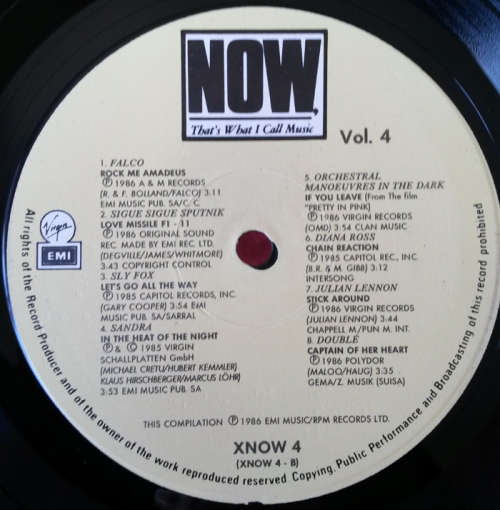 NOW,
That's What I Call Music
Vol. 4
1. FALCO
ROCK ME AMADEUS
Ⓟ 1986 A & M RECORDS
(R. & F. BOLLAND/FALCO) 3:11
EMI MUSIC PUB. SA/C. C.
2. SIGUE SIGUE SPUTNIK
LOVE MISSILE F1 - 11
Ⓟ 1986 ORIGINAL SOUND
REC. MADE BY EMI REC. LTD.
(DEGVILLE/JAMES/WHITMORE)
3:43 COPYRIGHT CONTROL
3. SLY FOX
LET'S GO ALL THE WAY
Ⓟ 1985 CAPITOL RECORDS, INC.
(GARY COOPER) 3:54 EMI
MUSIC PUB. SA/SARRAL
4. SANDRA
IN THE HEAT OF THE NIGHT
Ⓟ & © 1985 VIRGIN
SCHALLPLATTEN GmbH
(MICHAEL CRETU/HUBERT KEMMLER)
KLAUS HIRSCHBERGER/MARCUS LÖHR)
3:53 EMI MUSIC PUB. SA
5. ORCHESTRAL
MANOEUVRES IN THE DARK
IF YOU LEAVE (From The film
"PRETTY IN PINK)
Ⓟ 1986 VIRGIN RECORDS
(OMD) 3:54 CLAN MUSIC
6. DIANA ROSS
CHAIN REACTION
Ⓟ 1985 CAPITOL REC., INC
(B.R. & M. GIBB) 3:12
INTERSONG
7. JULIAN LENNON
STICK AROUND
Ⓟ 1986 VIRGIN RECORDS
(JULIAN LENNON) 3:44
CHAPPELL M/PUN M. INT.
8. DOUBLÉ
CAPTAIN OF HER HEART
Ⓟ 1986 POLYDOR
(MALOO/HAUG) 3:35
GEMA/Z. MUSIK (SUISA)
Virgin
EMI
THIS COMPILATION Ⓟ 1986 EMI MUSIC/RPM RECORDS LTD.
XNOW 4
(XNOW 4 - B)
All rights of the Record Producer and of the owner of the work reproduced reserved. Copying, Public Performance and Broadcasting of this record prohibited